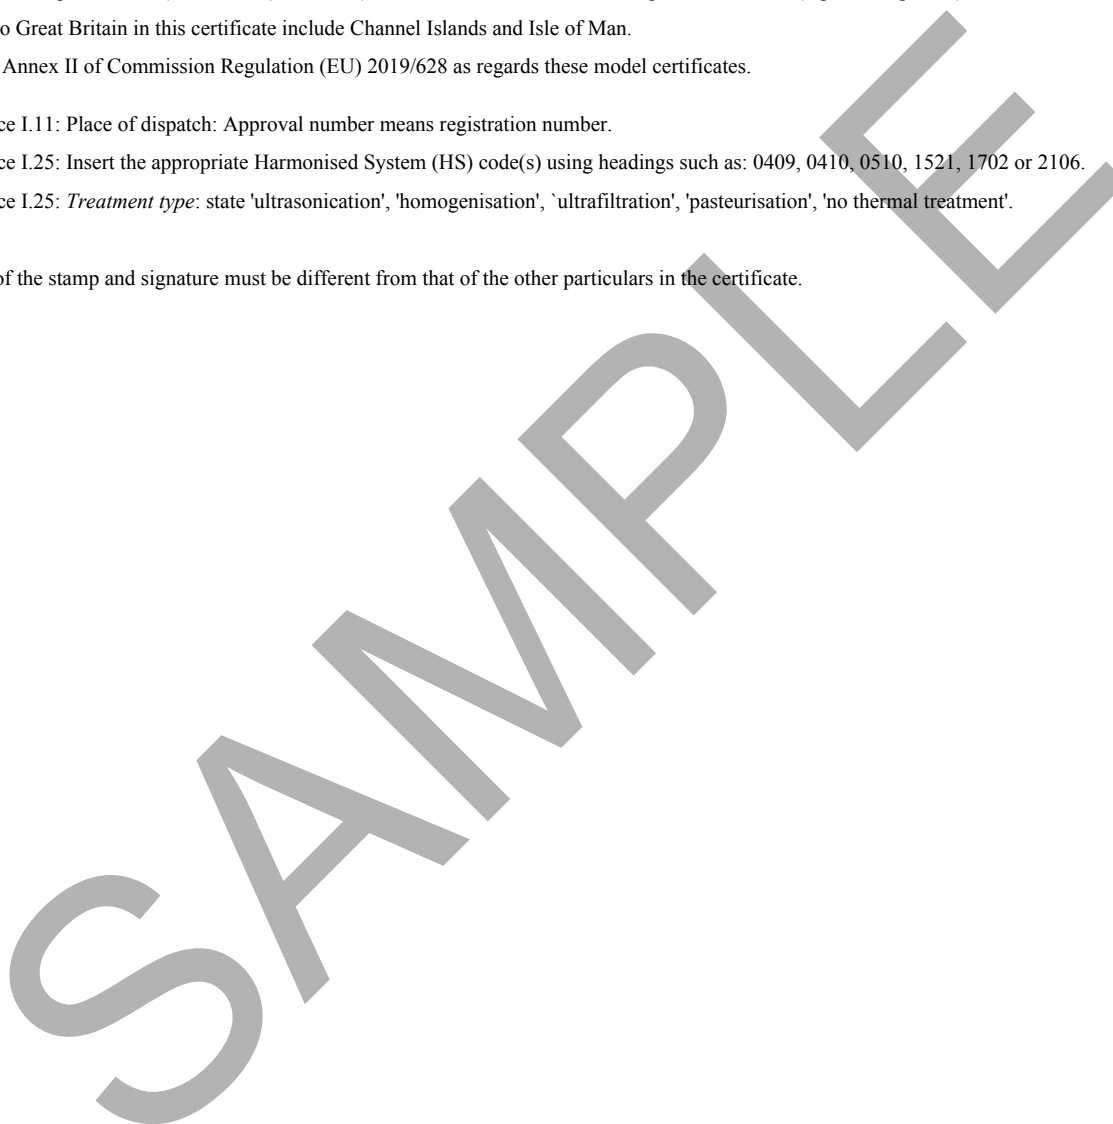 o Great Britain in this certificate include Channel Islands and Isle of Man.
Annex II of Commission Regulation (EU) 2019/628 as regards these model certificates.
ce I.11: Place of dispatch: Approval number means registration number.
ce I.25: Insert the appropriate Harmonised System (HS) code(s) using headings such as: 0409, 0410, 0510, 1521, 1702 or 2106.
ce I.25: Treatment type: state 'ultrasonication', 'homogenisation', `ultrafiltration', 'pasteurisation', 'no thermal treatment'.
of the stamp and signature must be different from that of the other particulars in the certificate.
SAMPLE